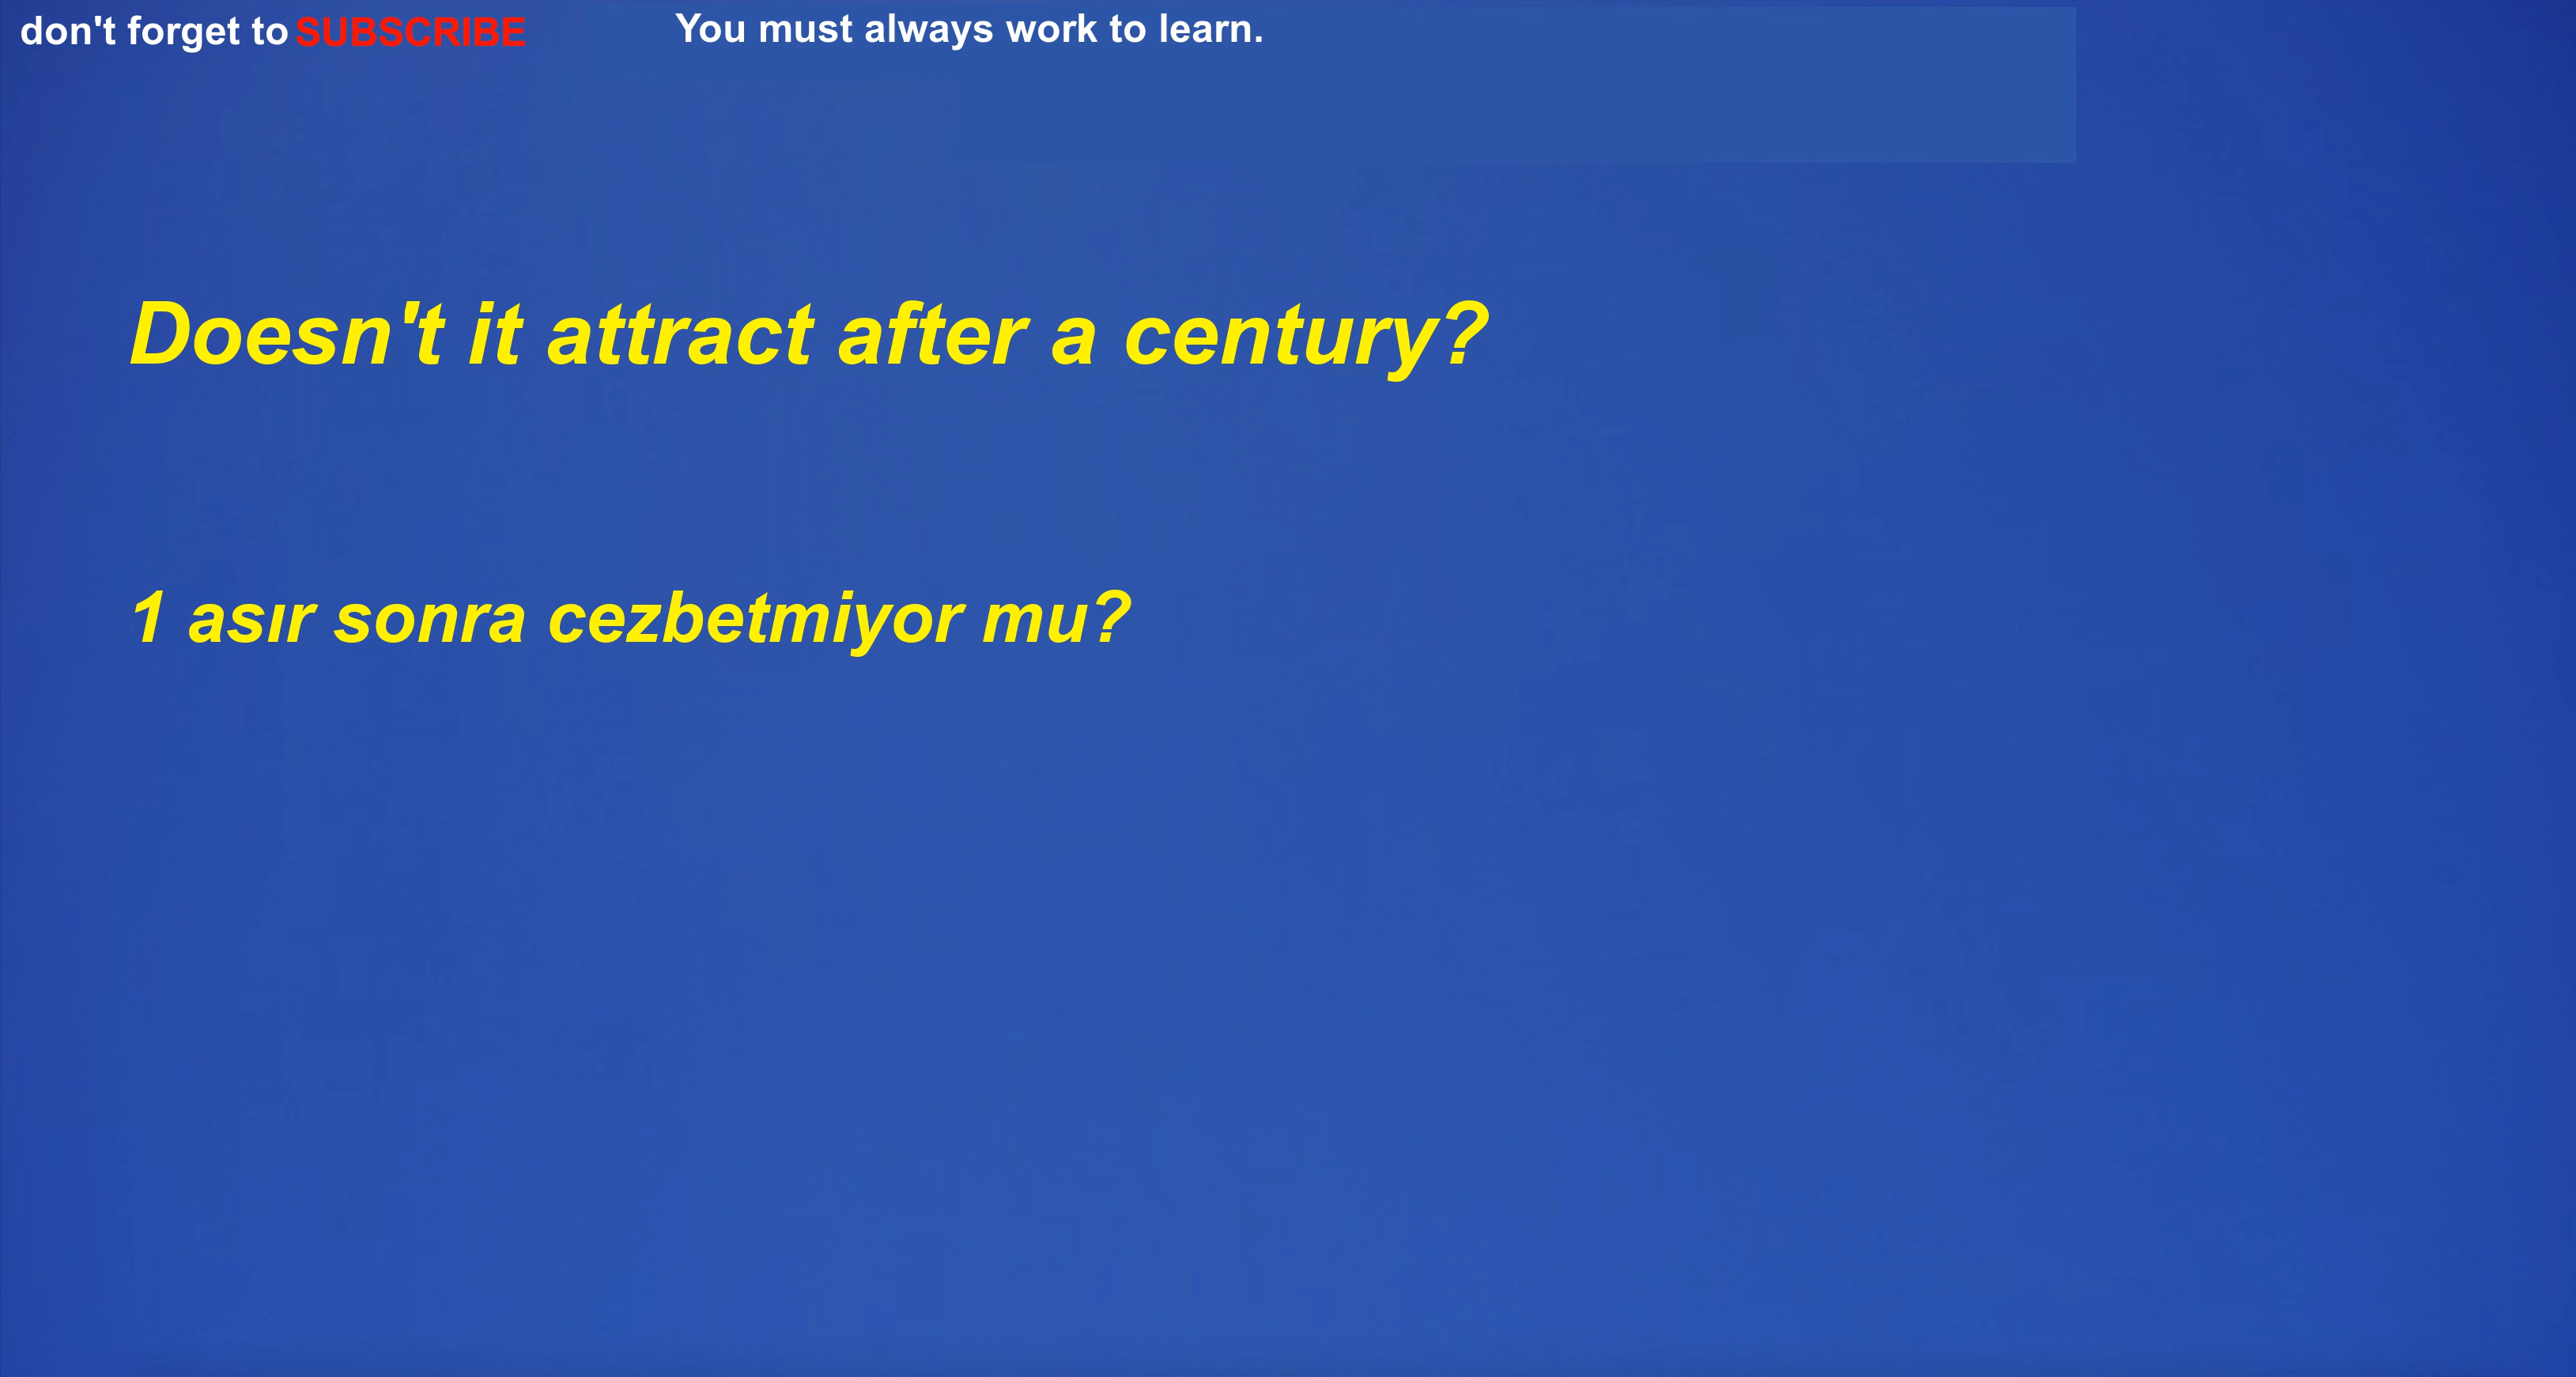 don't forget to SUBSCRIBE
You must always work to learn.
Doesn't it attract after a century?
1 asır sonra cezbetmiyor mu?